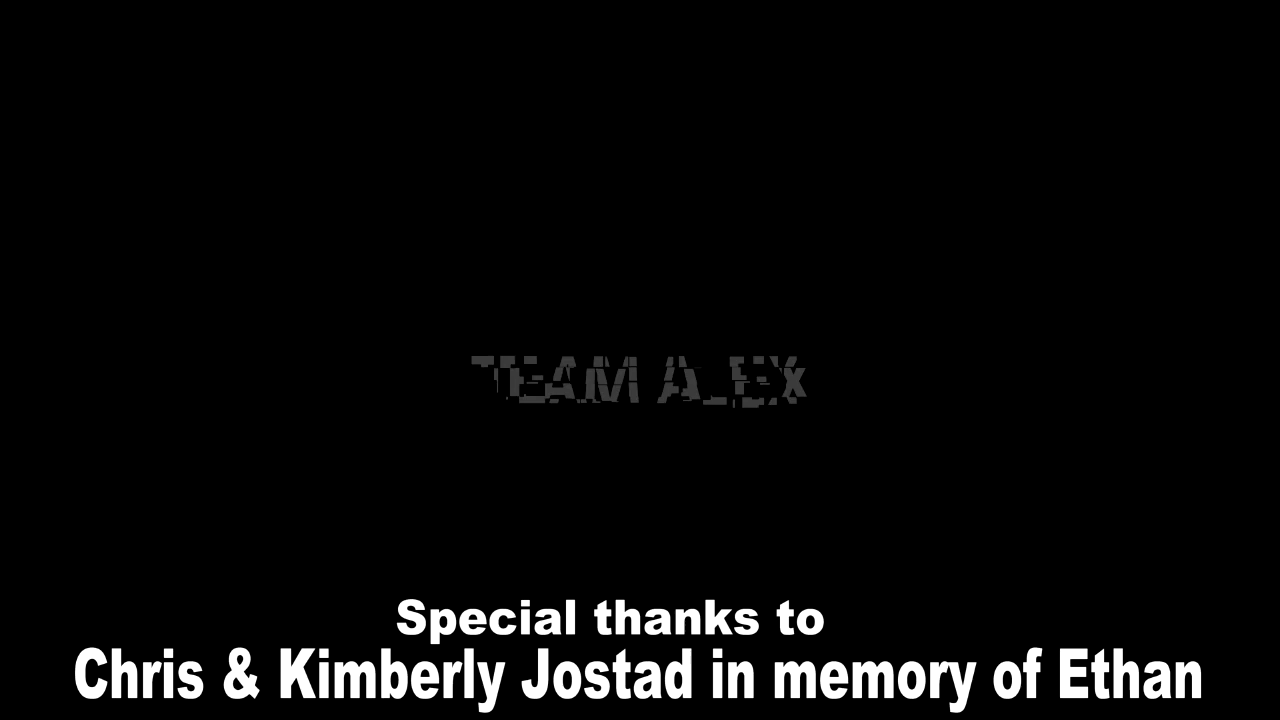 TEAM ALEX
Special thanks to
Chris & Kimberly Jostad in memory of Ethan